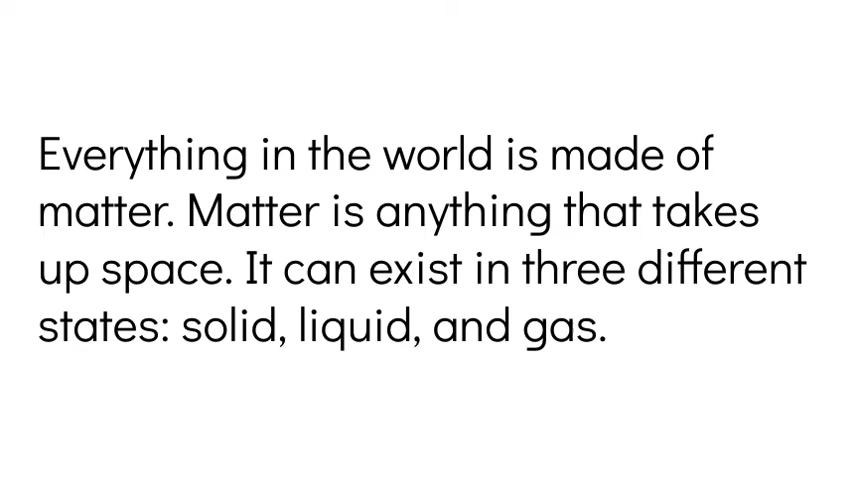 Everything in the world is made of
matter. Matter is anything that takes
up space. It can exist in three different
states: solid, liquid, and gas.